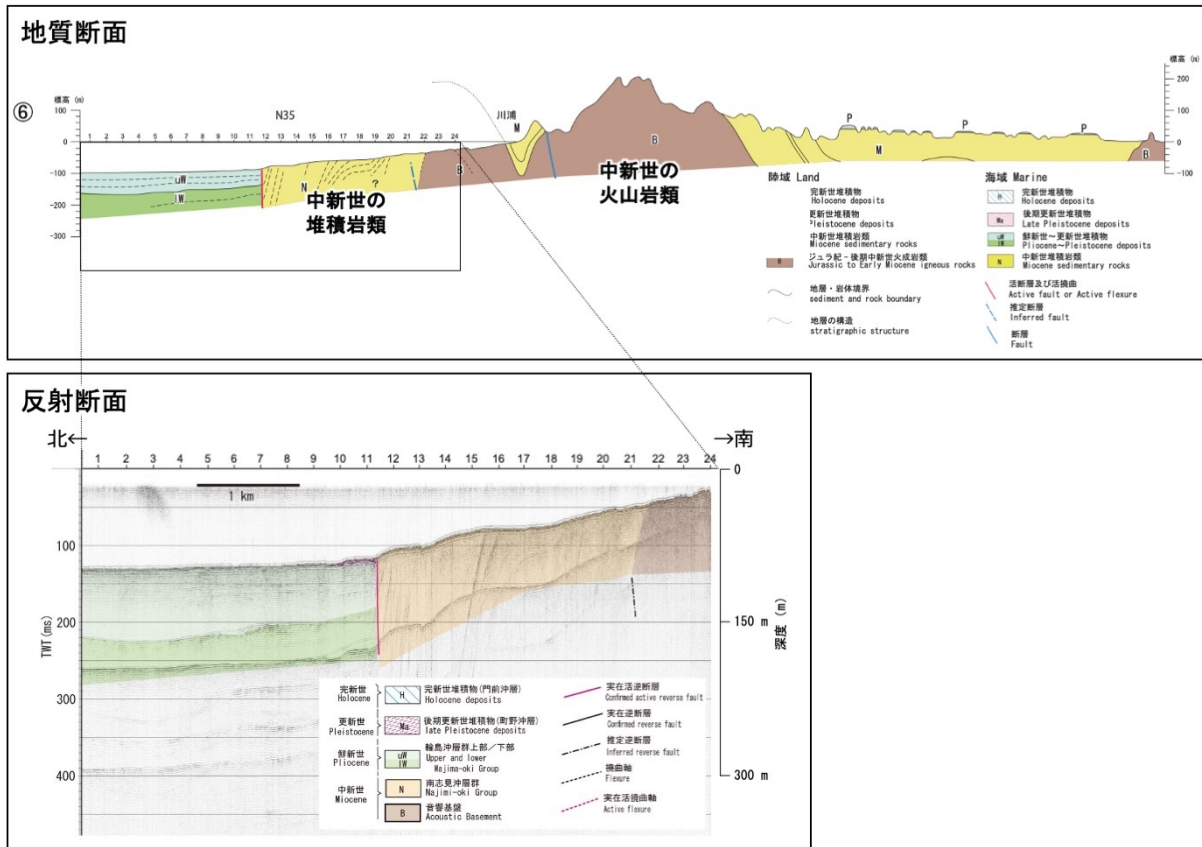 地質断面
⑥
標高 (m)
100
0
-100
-200
-300
N35
1 2 3 4 5 6 7 8 9 10 11 12 13 14 15 16 17 18 19 20 21 22 23 24
川浦
M
B
P
P
P
M
B
標高 (m)
200
100
0
-100
uW
lW
N
?
B
中新世の
堆積岩類
中新世の
火山岩類
陸域 Land
完新世堆積物
Holocene deposits
更新世堆積物
Pleistocene deposits
中新世堆積岩類
Miocene sedimentary rocks
B
ジュラ紀-後期中新世火成岩類
Jurassic to Early Miocene igneous rocks
地層・岩体境界
sediment and rock boundary
地層の構造
stratigraphic structure
海域 Marine
H
完新世堆積物
Holocene deposits
Ma
後期更新世堆積物
Late Pleistocene deposits
uW
lW
鮮新世～更新世堆積物
Pliocene~Pleistocene deposits
N
中新世堆積岩類
Miocene sedimentary rocks
活断層及び活撓曲
Active fault or Active flexure
推定断層
Inferred fault
断層
Fault
反射断面
北←
→南
1 2 3 4 5 6 7 8 9 10 11 12 13 14 15 16 17 18 19 20 21 22 23 24
1 km
100
200
300
400
TWT(ms)
0
150 m
300 m
深度 (m)
完新世
Holocene
H
完新世堆積物(門前沖層)
Holocene deposits
更新世
Pleistocene
Ma
後期更新世堆積物(町野沖層)
late Pleistocene deposits
鮮新世
Pliocene
uW
lW
輪島沖層群上部／下部
Upper and lower
Wajima-oki Group
中新世
Miocene
N
南志見沖層群
Najimi-oki Group
B
音響基盤
Acoustic Basement
実在活逆断層
Confirmed active reverse fault
実在逆断層
Confirmed reverse fault
推定逆断層
Inferred reverse fault
撓曲軸
Flexure
実在活撓曲軸
Active flexure